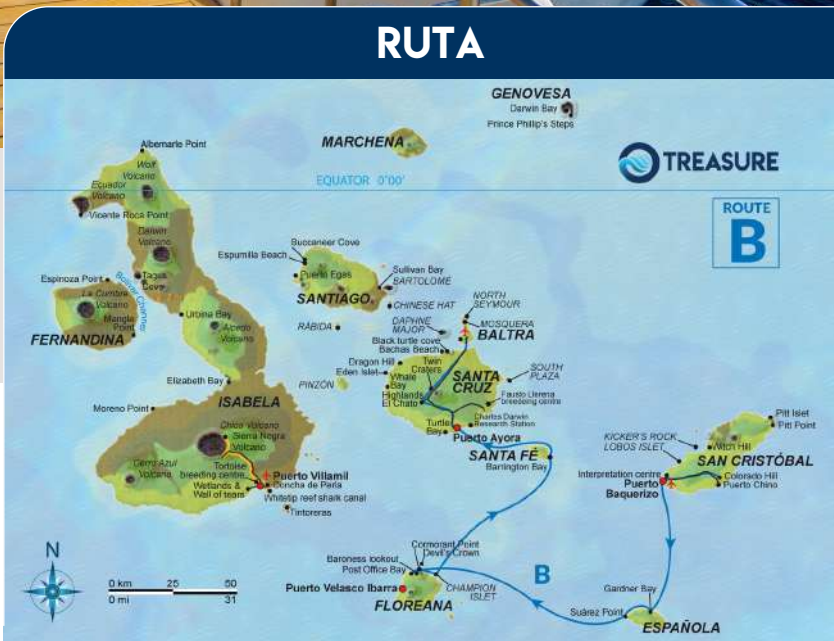 RUTA
GENOVESA
Darwin Bay
Prince Phillip's Steps
MARCHENA
Albemarle Point
TREASURE
EQUATOR 0°00'
ROUTE
B
Wolf
Volcano
Ecuador
Volcano
Vicente Roca Point
Darwin
Volcano
Buccaneer Cove
Espumilla Beach
Puerto Egas
Sullivan Bay
BARTOLOMÉ
SANTIAGO
CHINESE HAT
Espinoza Point
Tagus
Cove
Bolivar Channel
La Cumbre
Volcano
Mangle
Point
FERNANDINA
Urbina Bay
Alcedo
Volcano
RÁBIDA
NORTH
SEYMOUR
DAPHNE
MAJOR
MOSQUERA
BALTRA
Black turtle cove
Bachas Beach
Dragon Hill
Eden Islet
Twin
Craters
Whale
Bay
SANTA
CRUZ
SOUTH
PLAZA
PINZÓN
Highlands
El Chato
Fausto Llerena
breeding centre
Charles Darwin
Research Station
Turtle
Bay
Puerto Ayora
Elizabeth Bay
ISABELA
Moreno Point
Chico Volcano
Sierra Negra
Volcano
Cerro Azul
Volcano
Tortoise
breeding centre
Puerto Villamil
Wetlands &
Wall of tears
Concha de Perla
Whitetip reef shark canal
Tintoreras
SANTA FÉ
Barrington Bay
Pitt Islet
Pitt Point
KICKER'S ROCK
LOBOS ISLET
Witch Hill
SAN CRISTÓBAL
Interpretation centre
Puerto
Baquerizo
Colorado Hill
Puerto Chino
Cormorant Point
Devil's Crown
Baroness lookout
Post Office Bay
Puerto Velasco Ibarra
CHAMPION
ISLET
FLOREANA
B
Gardner Bay
Suárez Point
ESPAÑOLA
N
0 km 25 50
0 mi 31